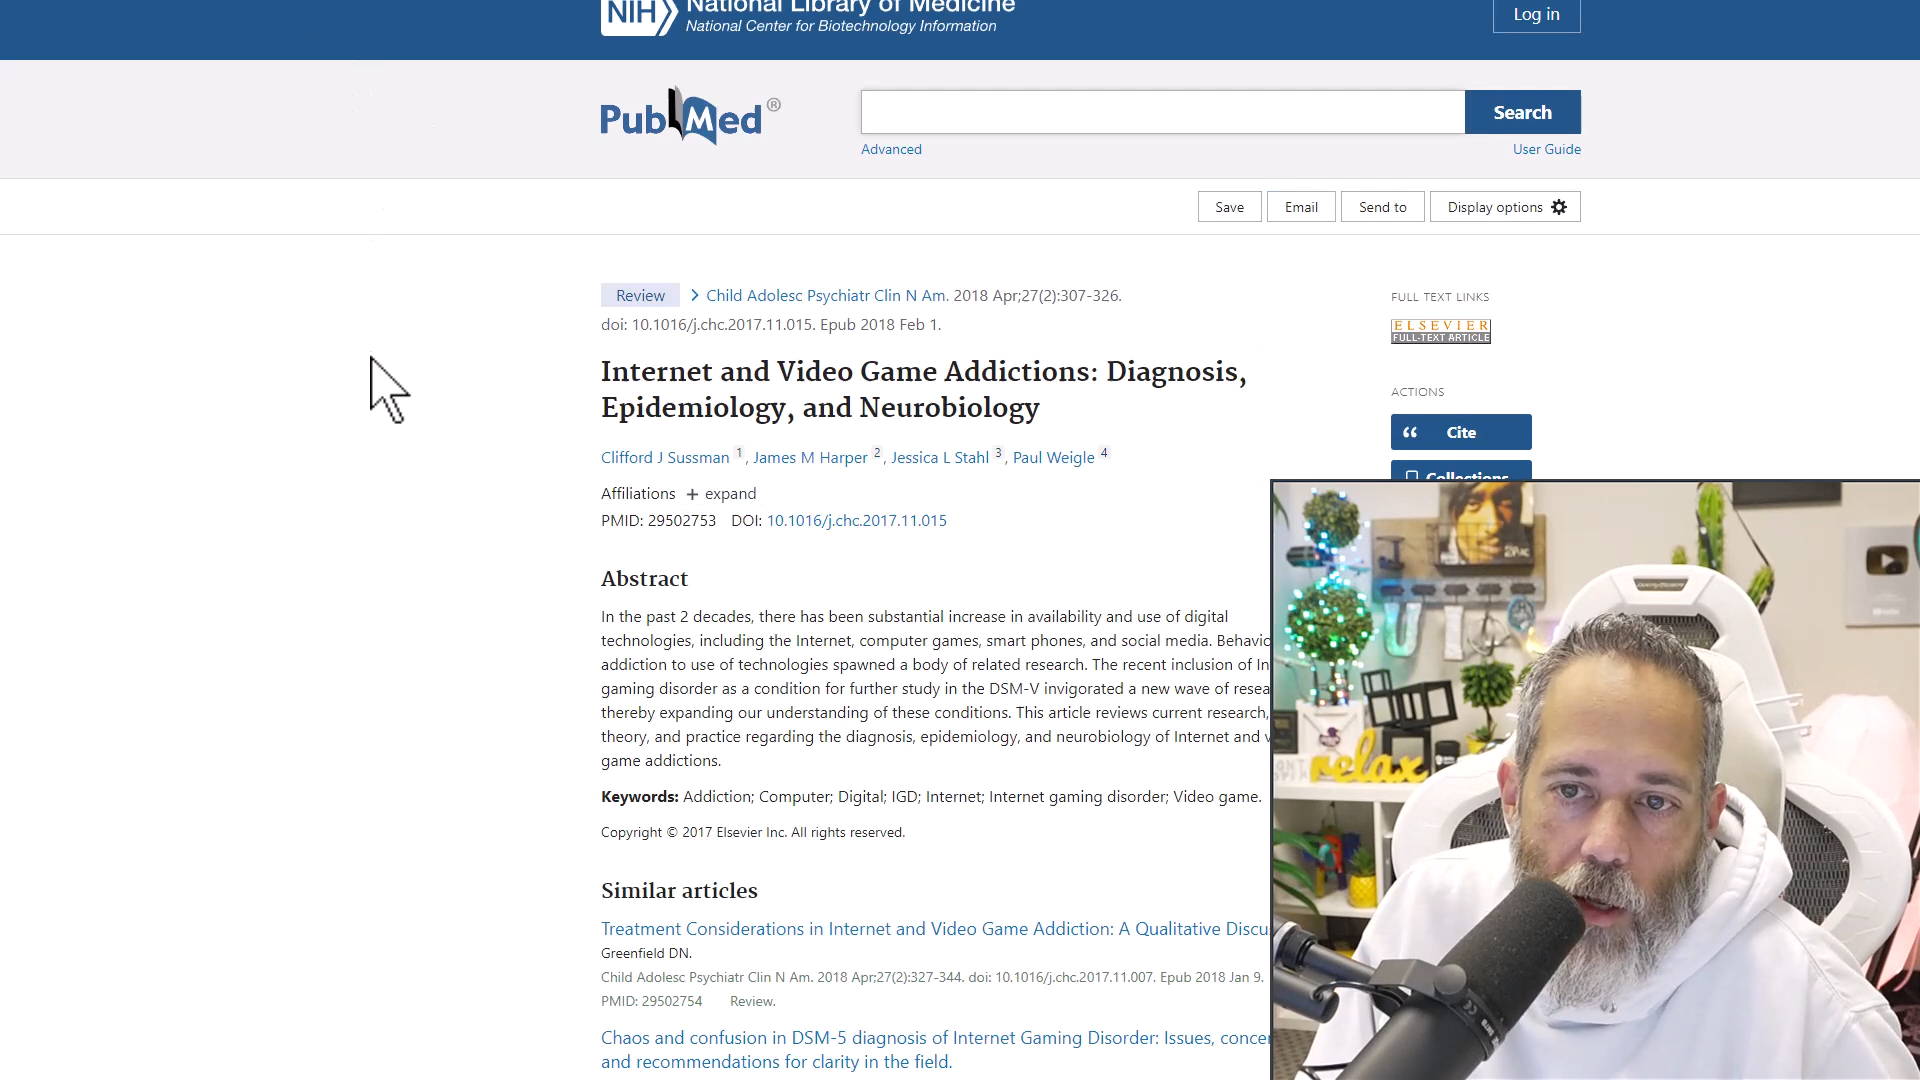 NIH National Library of Medicine
National Center for Biotechnology Information
Log in
PubMed®
Search
Advanced
User Guide
Save
Email
Send to
Display options
Review
Child Adolesc Psychiatr Clin N Am. 2018 Apr;27(2):307-326.
doi: 10.1016/j.chc.2017.11.015. Epub 2018 Feb 1.
Internet and Video Game Addictions: Diagnosis,
Epidemiology, and Neurobiology
Clifford J Sussman 1, James M Harper 2, Jessica L Stahl 3, Paul Weigle 4
Affiliations + expand
PMID: 29502753 DOI: 10.1016/j.chc.2017.11.015
Abstract
In the past 2 decades, there has been substantial increase in availability and use of digital
technologies, including the Internet, computer games, smart phones, and social media. Behavio
addiction to use of technologies spawned a body of related research. The recent inclusion of In
gaming disorder as a condition for further study in the DSM-V invigorated a new wave of resea
thereby expanding our understanding of these conditions. This article reviews current research,
theory, and practice regarding the diagnosis, epidemiology, and neurobiology of Internet and v
game addictions.
Keywords: Addiction; Computer; Digital; IGD; Internet; Internet gaming disorder; Video game.
Copyright © 2017 Elsevier Inc. All rights reserved.
Similar articles
Treatment Considerations in Internet and Video Game Addiction: A Qualitative Discu
Greenfield DN.
Child Adolesc Psychiatr Clin N Am. 2018 Apr;27(2):327-344. doi: 10.1016/j.chc.2017.11.007. Epub 2018 Jan 9.
PMID: 29502754 Review.
Chaos and confusion in DSM-5 diagnosis of Internet Gaming Disorder: Issues, concer
and recommendations for clarity in the field.
FULL TEXT LINKS
ELSEVIER
FULL-TEXT ARTICLE
ACTIONS
Cite
Collections
2PAC
relax